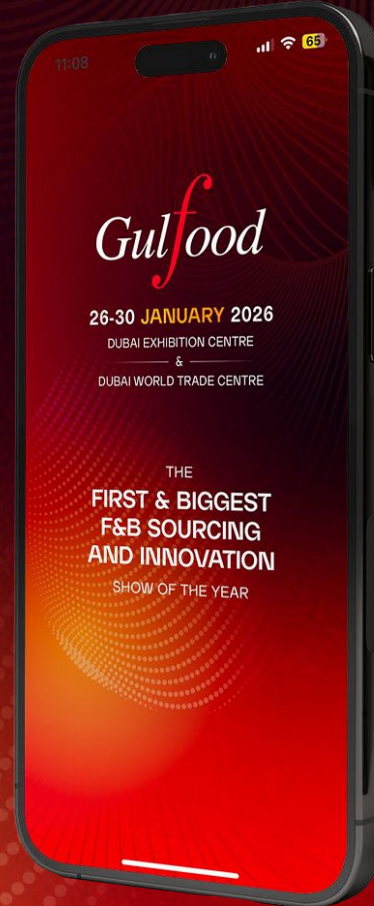 11:08
65
Gulfood
26-30 JANUARY 2026
DUBAI EXHIBITION CENTRE
&
DUBAI WORLD TRADE CENTRE
THE
FIRST & BIGGEST
F&B SOURCING
AND INNOVATION
SHOW OF THE YEAR